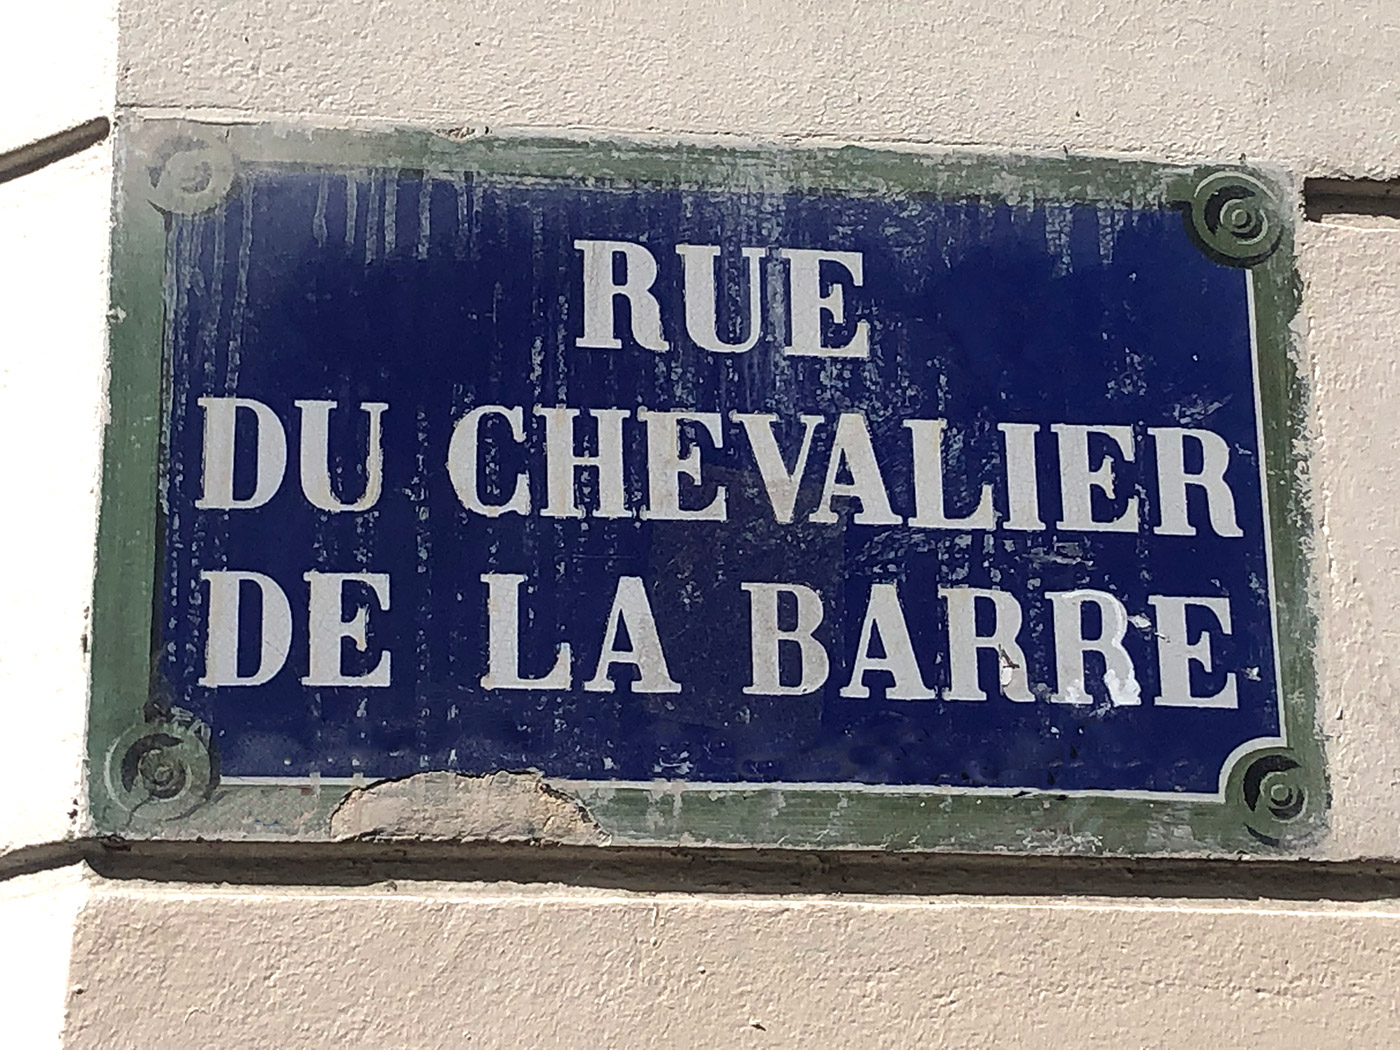 RUE
DU CHEVALIER
DE LA BARRE